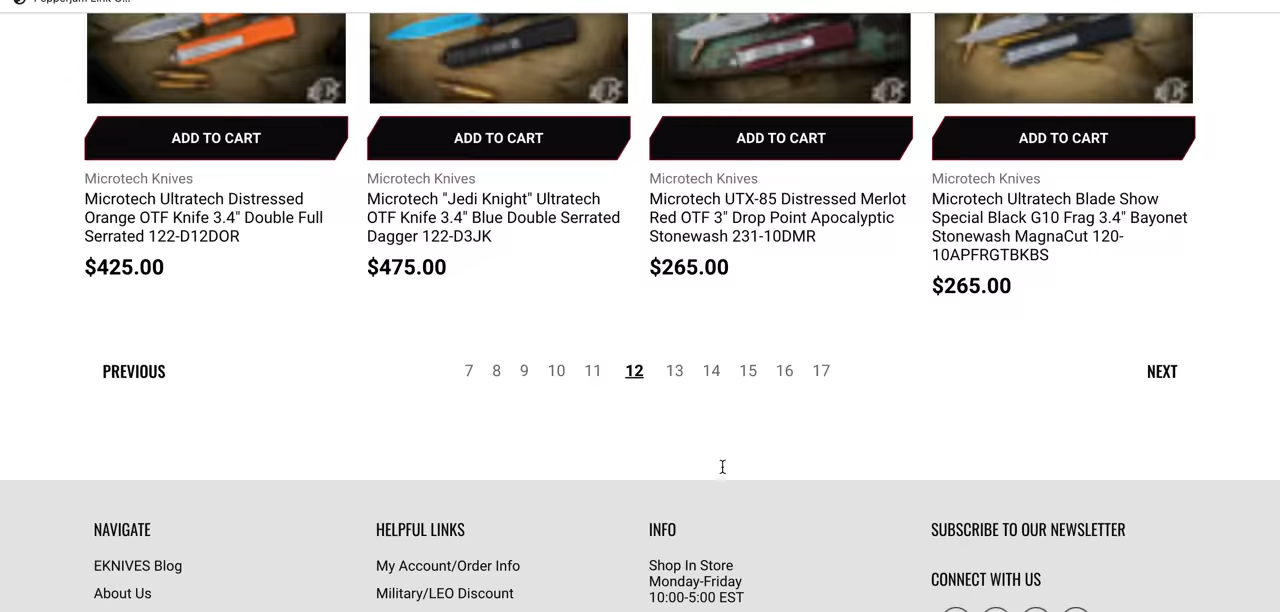 Pepperjam Link G...
ADD TO CART
ADD TO CART
ADD TO CART
ADD TO CART
Microtech Knives
Microtech Ultratech Distressed
Orange OTF Knife 3.4" Double Full
Serrated 122-D12DOR
$425.00
Microtech Knives
Microtech "Jedi Knight" Ultratech
OTF Knife 3.4" Blue Double Serrated
Dagger 122-D3JK
$475.00
Microtech Knives
Microtech UTX-85 Distressed Merlot
Red OTF 3" Drop Point Apocalyptic
Stonewash 231-10DMR
$265.00
Microtech Knives
Microtech Ultratech Blade Show
Special Black G10 Frag 3.4" Bayonet
Stonewash MagnaCut 120-
10APFRGTBKBS
$265.00
PREVIOUS
7 8 9 10 11 12 13 14 15 16 17
NEXT
NAVIGATE
EKNIVES Blog
About Us
HELPFUL LINKS
My Account/Order Info
Military/LEO Discount
INFO
Shop In Store
Monday-Friday
10:00-5:00 EST
SUBSCRIBE TO OUR NEWSLETTER
CONNECT WITH US